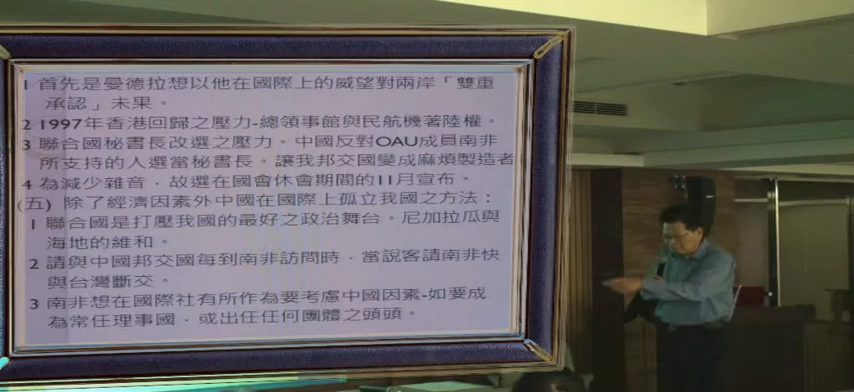 1 首先是曼德拉想以他在國際上的威望對兩岸「雙重
承認」未果。
2 1997年香港回歸之壓力-總領事館與民航機著陸權。
3 聯合國秘書長改選之壓力。中國反對OAU成員南非
所支持的人選當秘書長。讓我邦交國變成麻煩製造者
4 為減少雜音，故選在國會休會期間的11月宣布。
(五) 除了經濟因素外中國在國際上孤立我國之方法：
1 聯合國是打壓我國的最好之政治舞台。尼加拉瓜與
海地的維和。
2 請與中國邦交國每到南非訪問時，當說客請南非快
與台灣斷交。
3 南非想在國際社有所作為要考慮中國因素-如要成
為常任理事國，或出任任何團體之頭頭。